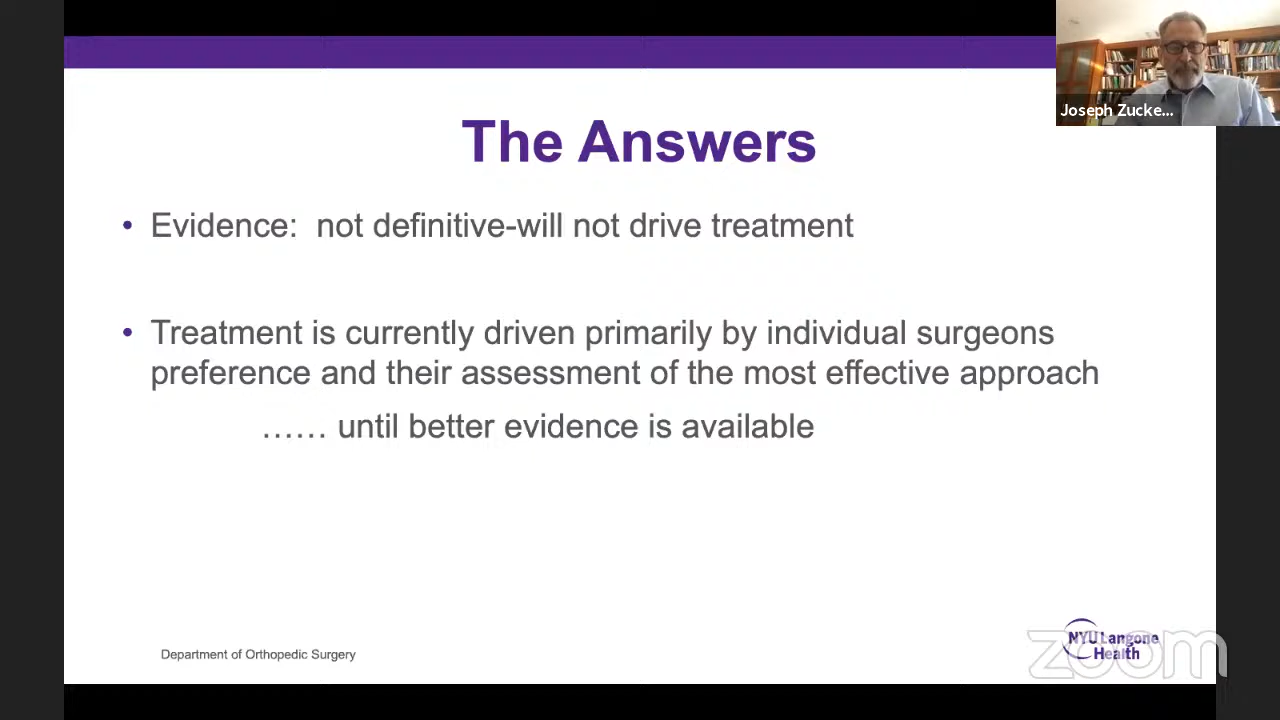 Joseph Zucke...
The Answers
• Evidence:  not definitive-will not drive treatment
• Treatment is currently driven primarily by individual surgeons
preference and their assessment of the most effective approach
…… until better evidence is available
Department of Orthopedic Surgery
NYU Langone
Health
zoom